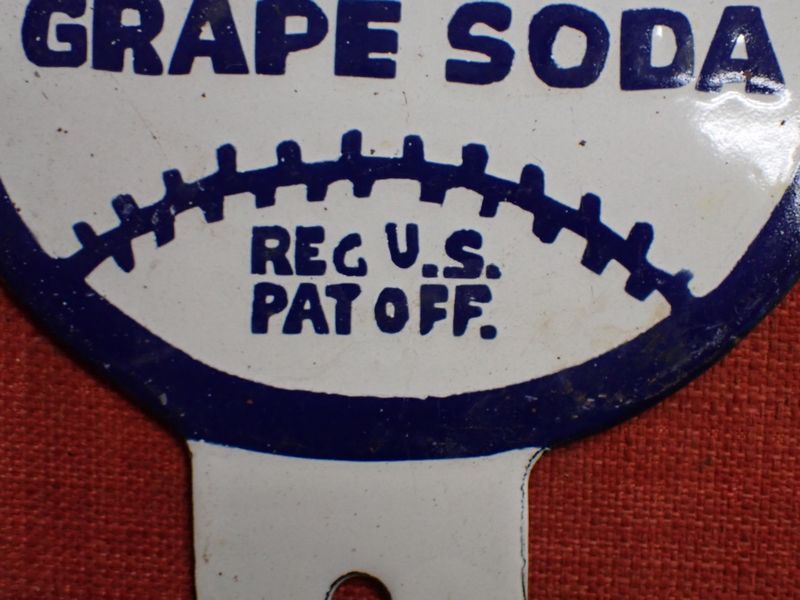 GRAPE SODA
REG U.S.
PAT OFF.